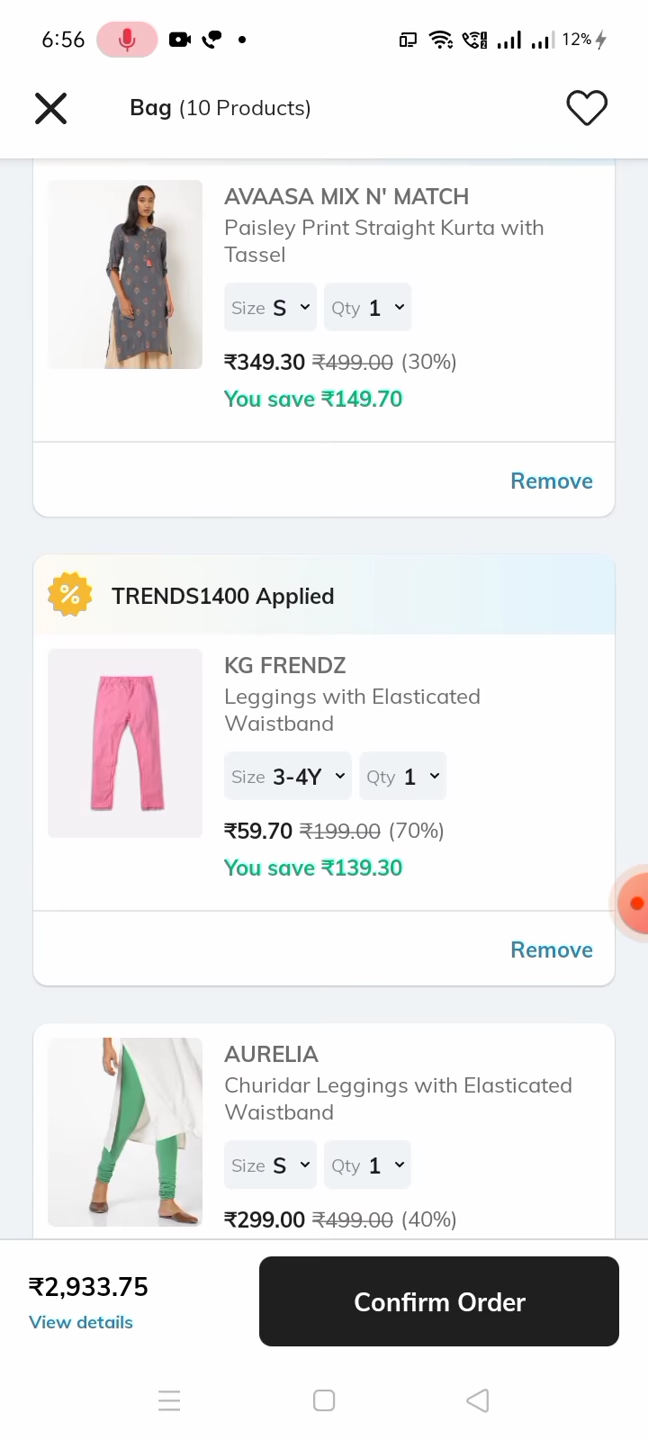 6:56
12%
Bag (10 Products)
AVAASA MIX N' MATCH
Paisley Print Straight Kurta with
Tassel
Size S Qty 1
₹349.30 ₹499.00 (30%)
You save ₹149.70
Remove
TRENDS1400 Applied
KG FRENDZ
Leggings with Elasticated
Waistband
Size 3-4Y Qty 1
₹59.70 ₹199.00 (70%)
You save ₹139.30
Remove
AURELIA
Churidar Leggings with Elasticated
Waistband
Size S Qty 1
₹299.00 ₹499.00 (40%)
₹2,933.75
View details
Confirm Order